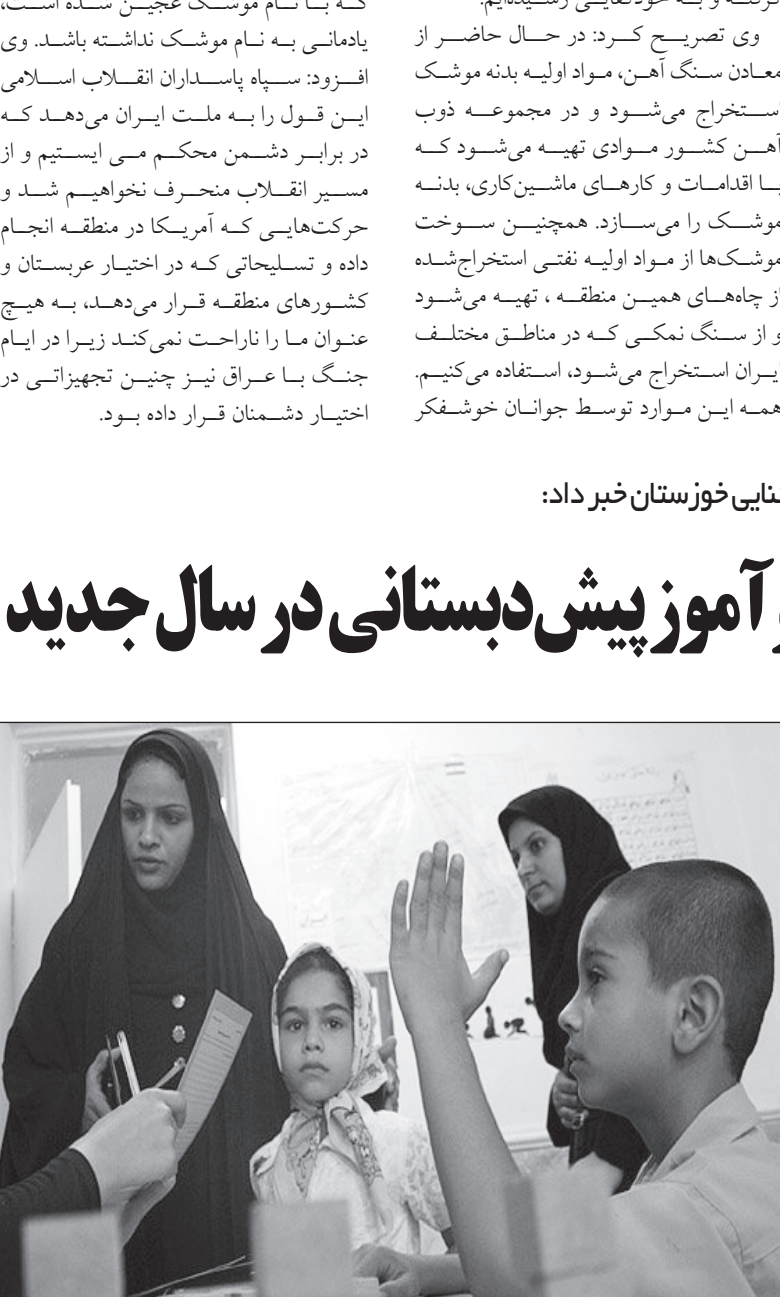 و به خودکفایی رسیده‌ایم.
وی تصریح کرد: در حال حاضر از
معادن سنگ آهن، مواد اولیه بدنه موشک
استخراج می‌شود و در مجموعه ذوب
آهن کشور موادی تهیه می‌شود که
با اقدامات و کارهای ماشین‌کاری، بدنه
موشک را می‌سازد. همچنین سوخت
موشک‌ها از مواد اولیه نفتی استخراج‌شده
از چاه‌های همین منطقه ، تهیه می‌شود
و از سنگ نمکی که در مناطق مختلف
ایران استخراج می‌شود، استفاده می‌کنیم.
همه این موارد توسط جوانان خوشفکر
که با نام موشک عجین شده است،
یادمانی به نام موشک نداشته باشد. وی
افزود: سپاه پاسداران انقلاب اسلامی
این قول را به ملت ایران می‌دهد که
در برابر دشمن محکم می ایستیم و از
مسیر انقلاب منحرف نخواهیم شد و
حرکت‌هایی که آمریکا در منطقه انجام
داده و تسلیحاتی که در اختیار عربستان و
کشورهای منطقه قرار می‌دهد، به هیچ
عنوان ما را ناراحت نمی‌کند زیرا در ایام
جنگ با عراق نیز چنین تجهیزاتی در
اختیار دشمنان قرار داده بود.
خوزستان خبر داد:
آموز پیش‌دبستانی در سال جدید